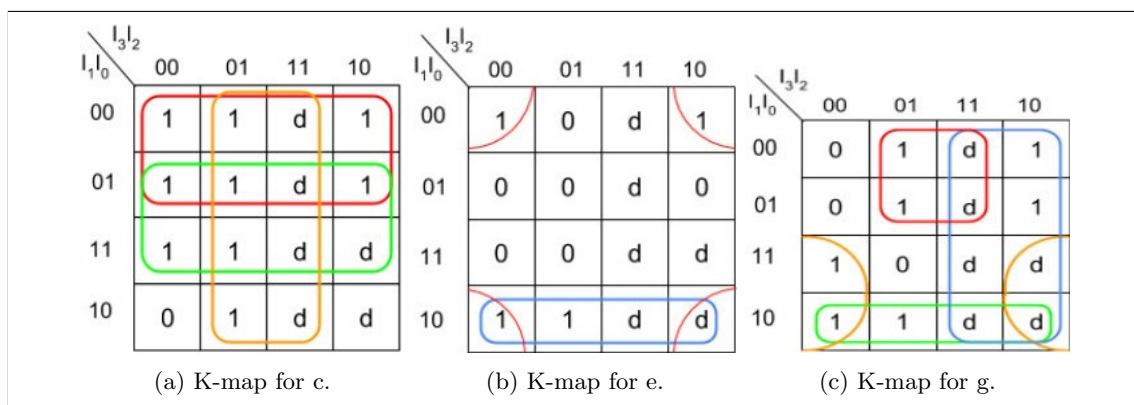 I₃I₂
I₁I₀
00 01 11 10
00 1 1 d 1
01 1 1 d 1
11 1 1 d d
10 0 1 d d
(a) K-map for c.
I₃I₂
I₁I₀
00 01 11 10
00 1 0 d 1
01 0 0 d 0
11 0 0 d d
10 1 1 d d
(b) K-map for e.
I₃I₂
I₁I₀
00 01 11 10
00 0 1 d 1
01 0 1 d 1
11 1 0 d d
10 1 1 d d
(c) K-map for g.